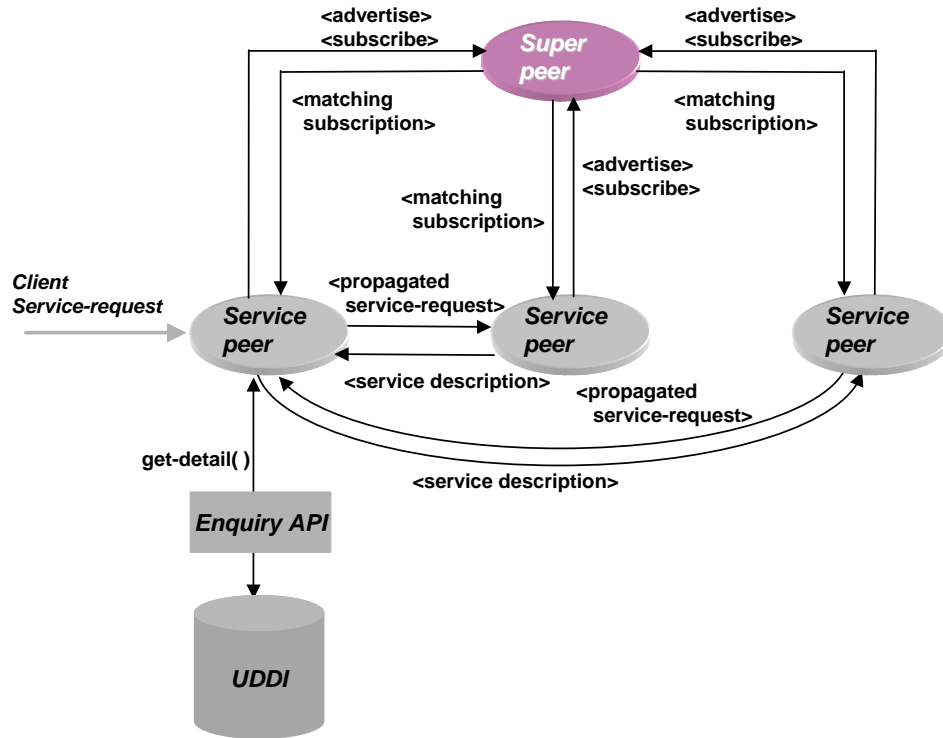 <advertise>
<subscribe>
Super
peer
<advertise>
<subscribe>
<matching
subscription>
<matching
subscription>
<advertise>
<subscribe>
<matching
subscription>
Client
Service-request
<propagated
service-request>
Service
peer
Service
peer
Service
peer
<service description>
<propagated
service-request>
get-detail( )
<service description>
Enquiry API
UDDI